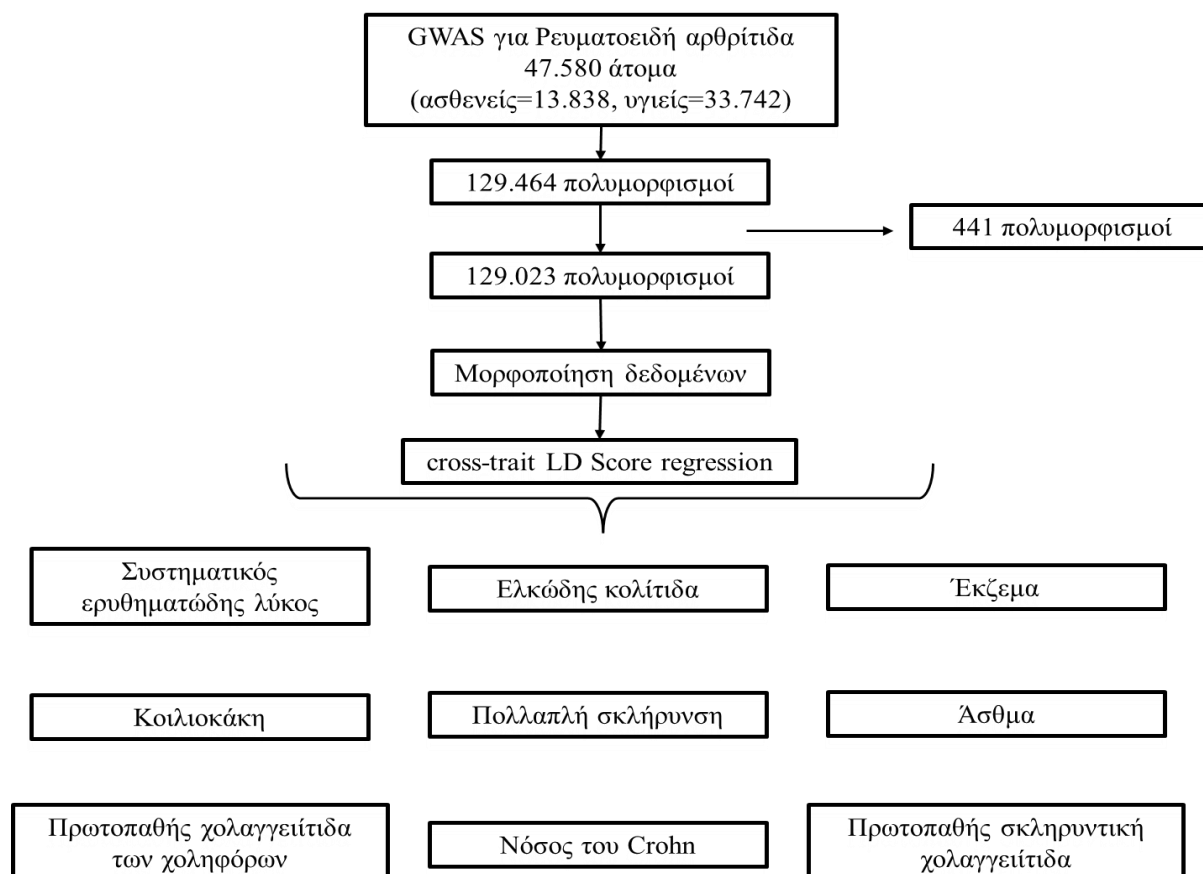 GWAS για Ρευματοειδή αρθρίτιδα
47.580 άτομα
(ασθενείς=13.838, υγιείς=33.742)
129.464 πολυμορφισμοί
441 πολυμορφισμοί
129.023 πολυμορφισμοί
Μορφοποίηση δεδομένων
cross-trait LD Score regression
Συστηματικός
ερυθηματώδης λύκος
Ελκώδης κολίτιδα
Έκζεμα
Κοιλιοκάκη
Πολλαπλή σκλήρυνση
Άσθμα
Πρωτοπαθής χολαγγειίτιδα
των χοληφόρων
Νόσος του Crohn
Πρωτοπαθής σκληρυντική
χολαγγειίτιδα